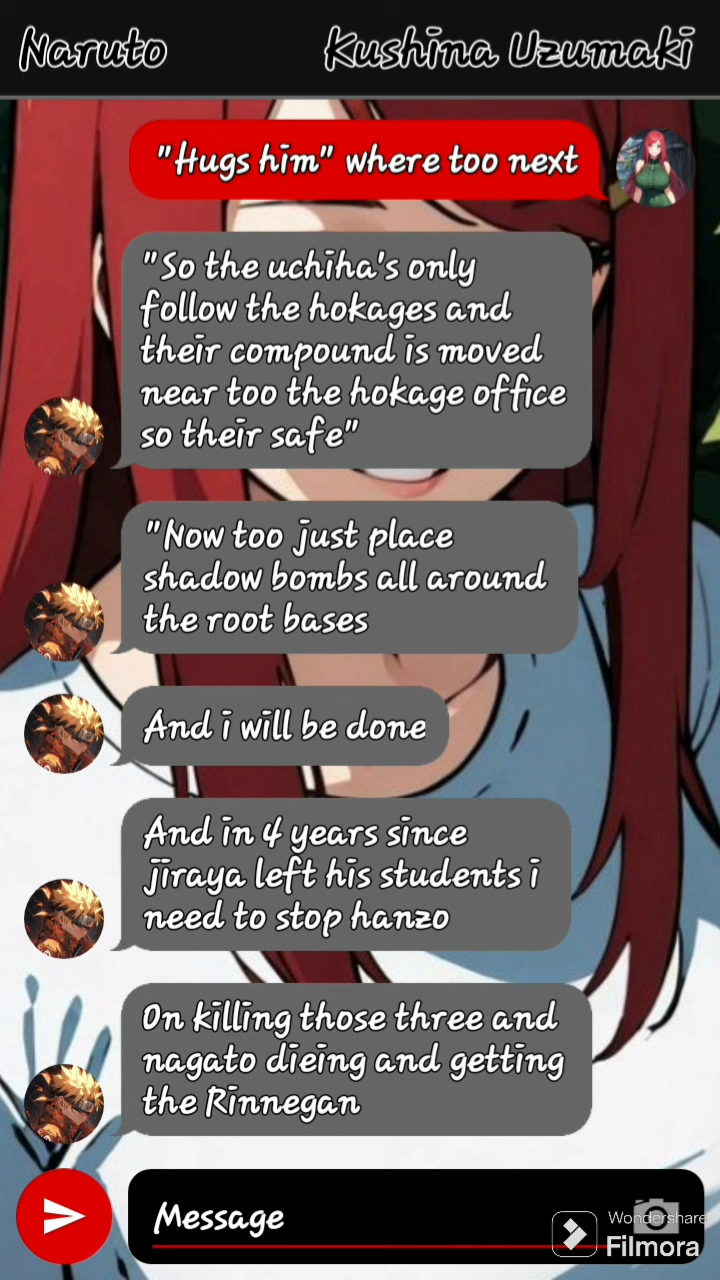 Naruto Kushina Uzumaki
"Hugs him" where too next
"So the uchiha's only
follow the hokages and
their compound is moved
near too the hokage office
so their safe"
"Now too just place
shadow bombs all around
the root bases
And i will be done
And in 4 years since
jiraya left his students i
need to stop hanzo
On killing those three and
nagato dieing and getting
the Rinnegan
Message
Wondershare
Filmora